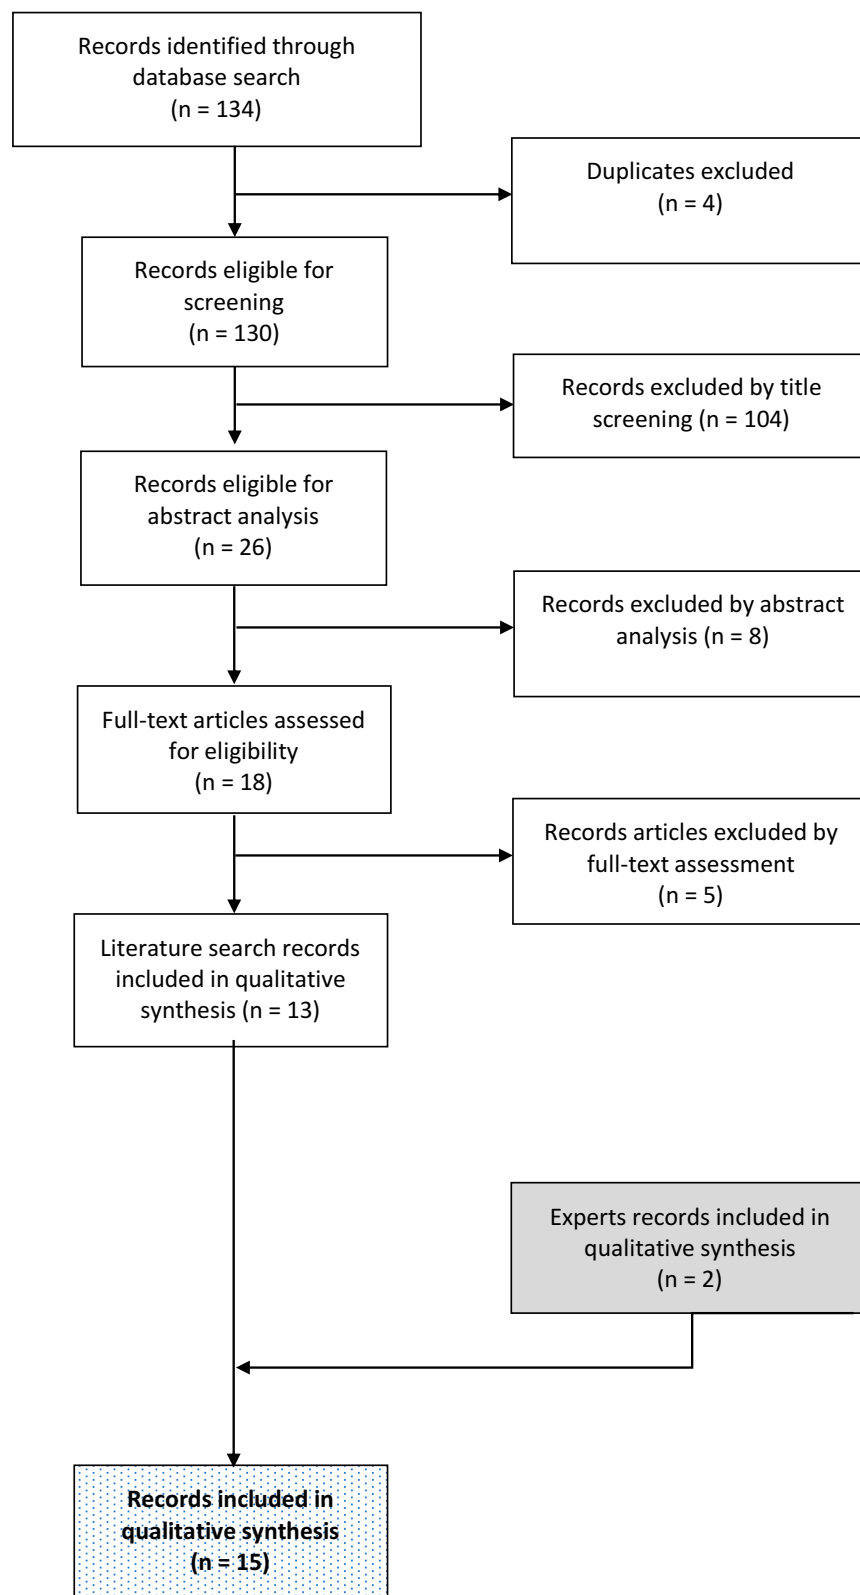 Records identified through
database search
(n = 134)
Duplicates excluded
(n = 4)
Records eligible for
screening
(n = 130)
Records excluded by title
screening (n = 104)
Records eligible for
abstract analysis
(n = 26)
Records excluded by abstract
analysis (n = 8)
Full-text articles assessed
for eligibility
(n = 18)
Records articles excluded by
full-text assessment
(n = 5)
Literature search records
included in qualitative
synthesis (n = 13)
Experts records included in
qualitative synthesis
(n = 2)
Records included in
qualitative synthesis
(n = 15)